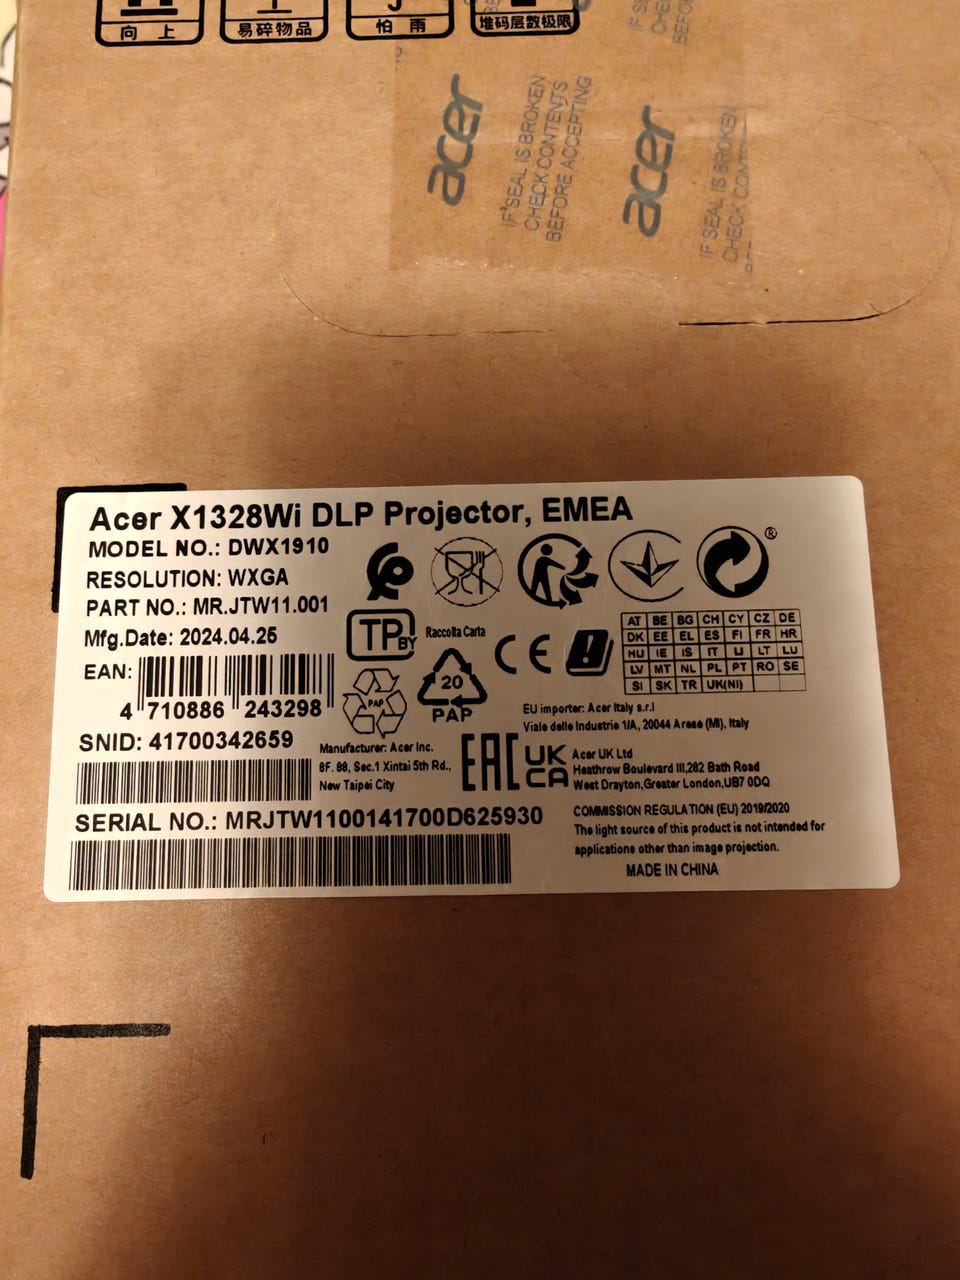 向上
易碎物品
怕雨
堆码层数极限
acer
IF SEAL IS BROKEN
CHECK CONTENTS
BEFORE ACCEPTING
acer
IF SEAL IS BROKEN
CHECK
Acer X1328Wi DLP Projector, EMEA
MODEL NO.: DWX1910
RESOLUTION: WXGA
PART NO.: MR.JTW11.001
Mfg.Date: 2024.04.25
EAN:
4 710886 243298
SNID: 41700342659
SERIAL NO.: MRJTW1100141700D625930
®
TP BY
Raccolta Carta
PAP
20
PAP
CE
AT BE BG CH CY CZ DE
DK EE EL ES FI FR HR
HU IE IS IT LI LT LU
LV MT NL PL PT RO SE
SI SK TR UK(NI)
EU importer: Acer Italy s.r.l
Viale delle Industrie 1/A, 20044 Arese (MI), Italy
Manufacturer: Acer Inc.
8F. 88, Sec.1 Xintai 5th Rd.,
New Taipei City
EAC
UK
CA
Acer UK Ltd
Heathrow Boulevard III,282 Bath Road
West Drayton,Greater London,UB7 0DQ
COMMISSION REGULATION (EU) 2019/2020
The light source of this product is not intended for
applications other than image projection.
MADE IN CHINA